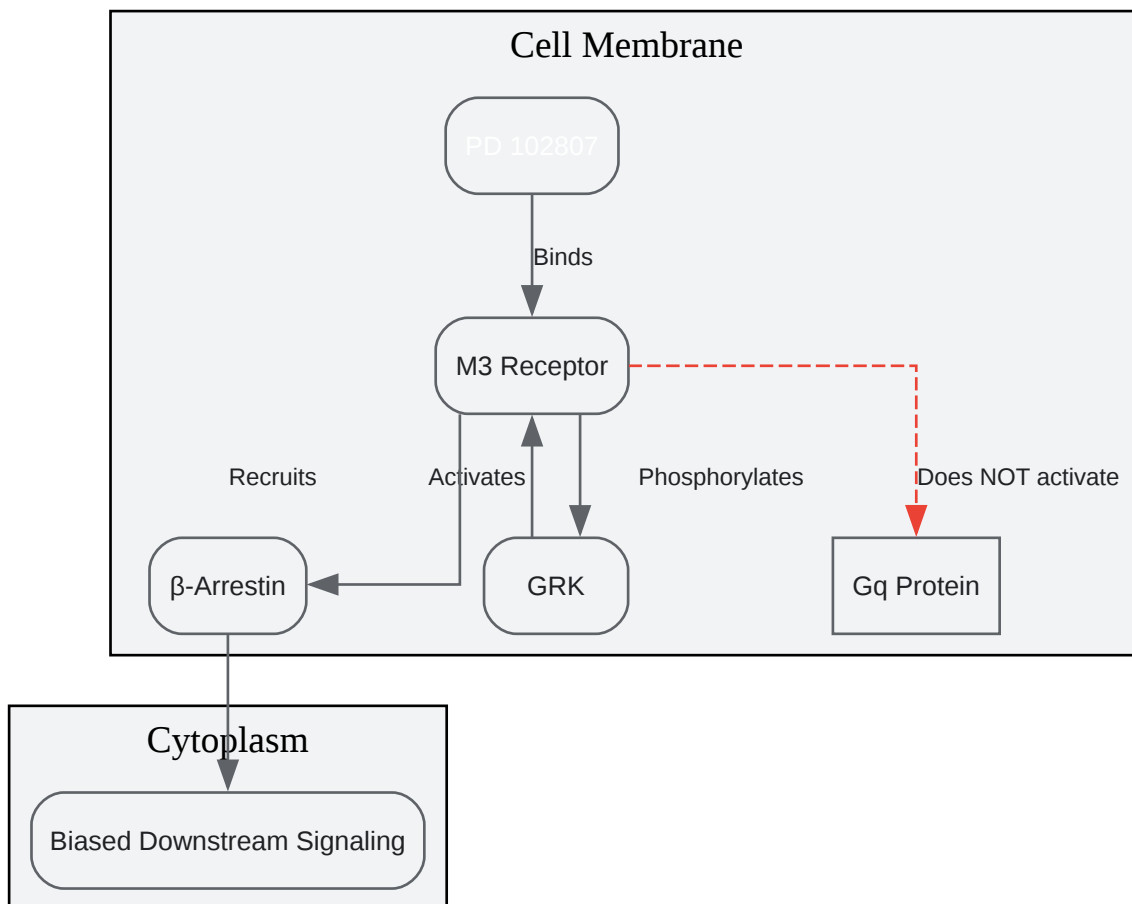 Cell Membrane
PD 102807
Binds
M3 Receptor
Recruits
Activates
Phosphorylates
Does NOT activate
β-Arrestin
GRK
Gq Protein
Cytoplasm
Biased Downstream Signaling